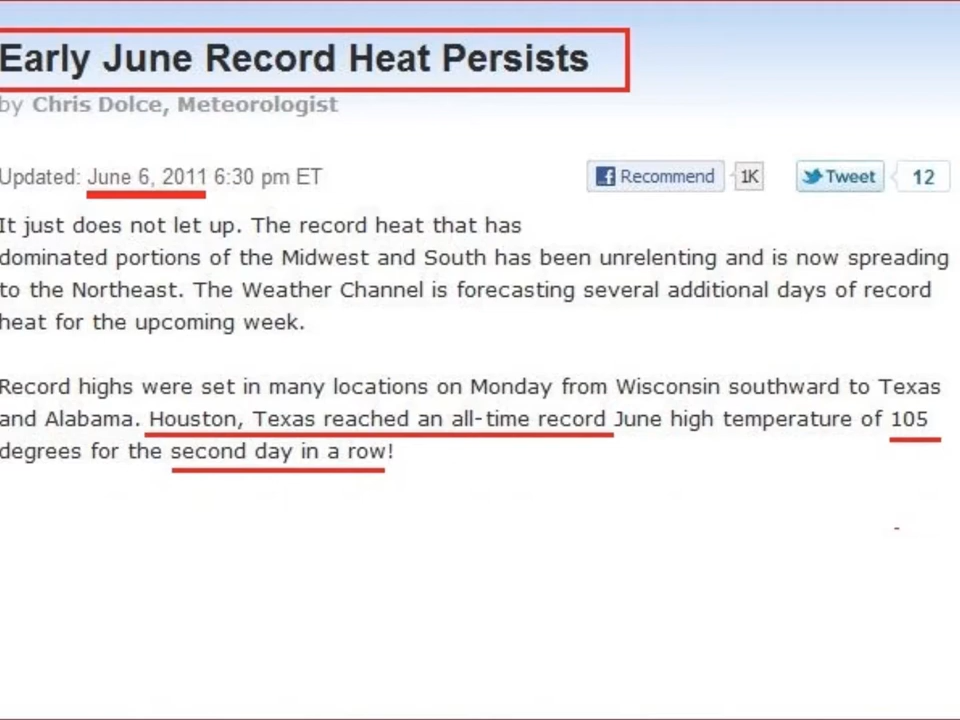 Early June Record Heat Persists
by Chris Dolce, Meteorologist
Updated: June 6, 2011 6:30 pm ET
Recommend 1K Tweet 12
It just does not let up. The record heat that has
dominated portions of the Midwest and South has been unrelenting and is now spreading
to the Northeast. The Weather Channel is forecasting several additional days of record
heat for the upcoming week.
Record highs were set in many locations on Monday from Wisconsin southward to Texas
and Alabama. Houston, Texas reached an all-time record June high temperature of 105
degrees for the second day in a row!